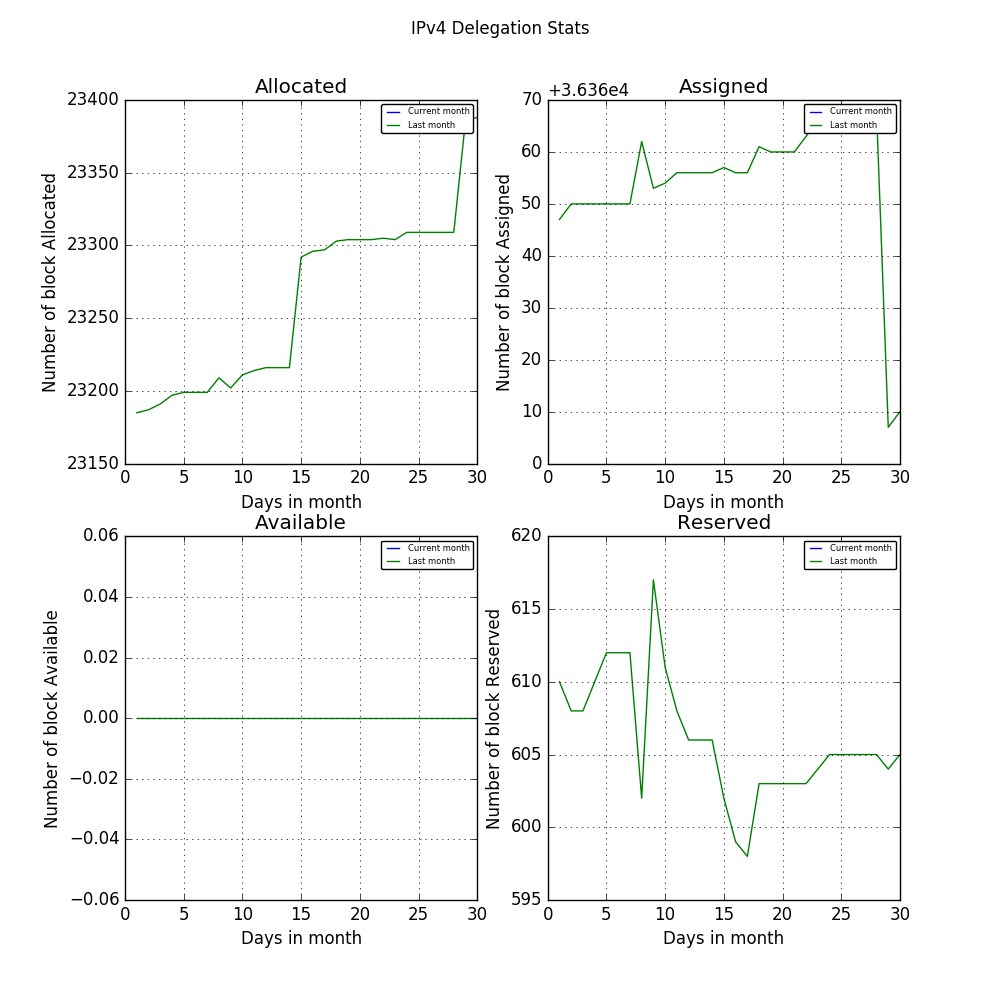 IPv4 Delegation Stats
Allocated
23400
23350
23300
23250
23200
23150
0 5 10 15 20 25 30
Number of block Allocated
Days in month
Current month
Last month
Assigned
+3.636e4
70
60
50
40
30
20
10
0
0 5 10 15 20 25 30
Number of block Assigned
Days in month
Current month
Last month
Available
0.06
0.04
0.02
0.00
−0.02
−0.04
−0.06
0 5 10 15 20 25 30
Number of block Available
Days in month
Current month
Last month
Reserved
620
615
610
605
600
595
0 5 10 15 20 25 30
Number of block Reserved
Days in month
Current month
Last month